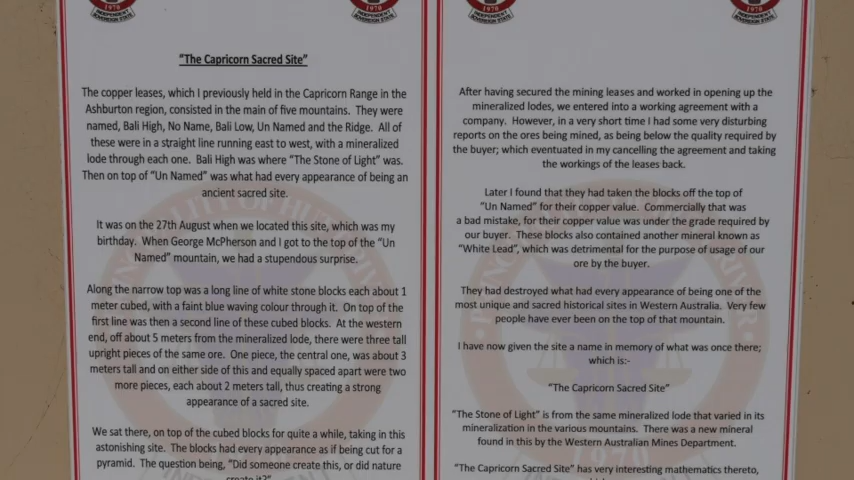 1970
INDEPENDENT
SOVEREIGN STATE
"The Capricorn Sacred Site"
The copper leases, which I previously held in the Capricorn Range in the
Ashburton region, consisted in the main of five mountains. They were
named, Bali High, No Name, Bali Low, Un Named and the Ridge. All of
these were in a straight line running east to west, with a mineralized
lode through each one. Bali High was where "The Stone of Light" was.
Then on top of "Un Named" was what had every appearance of being an
ancient sacred site.
It was on the 27th August when we located this site, which was my
birthday. When George McPherson and I got to the top of the "Un
Named" mountain, we had a stupendous surprise.
Along the narrow top was a long line of white stone blocks each about 1
meter cubed, with a faint blue waving colour through it. On top of the
first line was then a second line of these cubed blocks. At the western
end, off about 5 meters from the mineralized lode, there were three tall
upright pieces of the same ore. One piece, the central one, was about 3
meters tall and on either side of this and equally spaced apart were two
more pieces, each about 2 meters tall, thus creating a strong
appearance of a sacred site.
We sat there, on top of the cubed blocks for quite a while, taking in this
astonishing site. The blocks had every appearance as if being cut for a
pyramid. The question being, "Did someone create this, or did nature
create it?"
1970
INDEPENDENT
SOVEREIGN STATE
1970
INDEPENDENT
SOVEREIGN STATE
After having secured the mining leases and worked in opening up the
mineralized lodes, we entered into a working agreement with a
company. However, in a very short time I had some very disturbing
reports on the ores being mined, as being below the quality required by
the buyer; which eventuated in my cancelling the agreement and taking
the workings of the leases back.
Later I found that they had taken the blocks off the top of
"Un Named" for their copper value. Commercially that was
a bad mistake, for their copper value was under the grade required by
our buyer. These blocks also contained another mineral known as
"White Lead", which was detrimental for the purpose of usage of our
ore by the buyer.
They had destroyed what had every appearance of being one of the
most unique and sacred historical sites in Western Australia. Very few
people have ever been on the top of that mountain.
I have now given the site a name in memory of what was once there;
which is:-
"The Capricorn Sacred Site"
"The Stone of Light" is from the same mineralized lode that varied in its
mineralization in the various mountains. There was a new mineral
found in this by the Western Australian Mines Department.
"The Capricorn Sacred Site" has very interesting mathematics thereto,
1970
INDEPENDENT
SOVEREIGN STATE